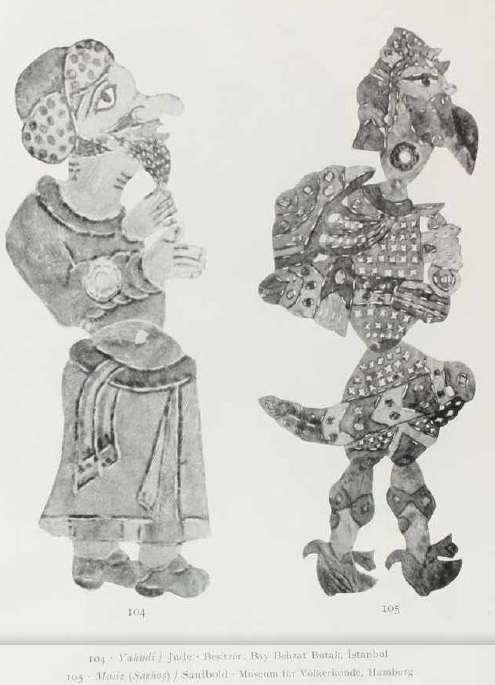 104
105
104 · Yahudi / Jude · Besitzer: Bay Behzat Butak, İstanbul
105 · Matiz (Sarhoş) / Saufbold · Museum für Völkerkunde, Hamburg